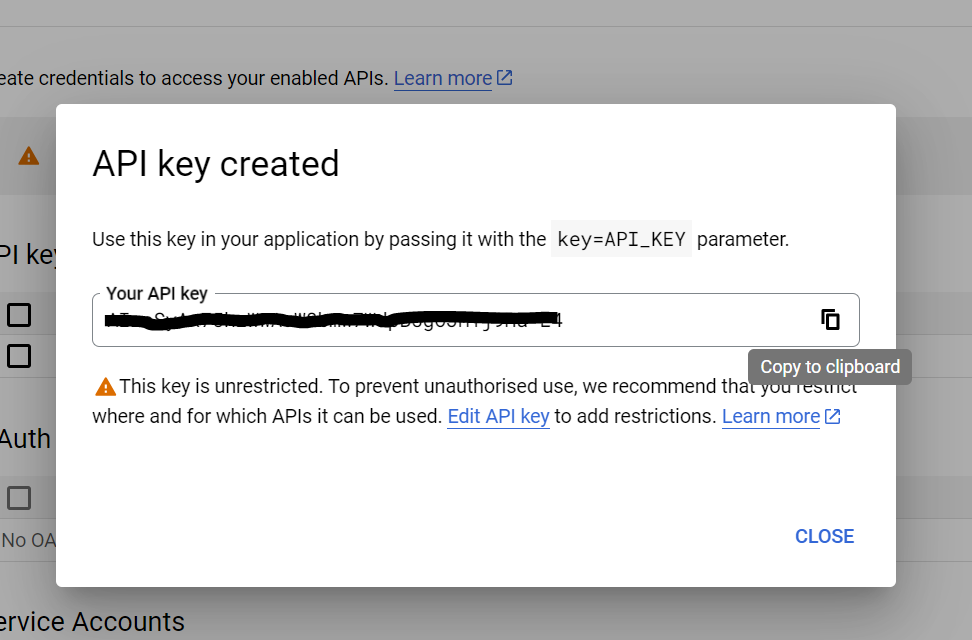 eate credentials to access your enabled APIs. Learn more
API key created
Use this key in your application by passing it with the key=API_KEY parameter.
PI key
Your API key
Copy to clipboard
This key is unrestricted. To prevent unauthorised use, we recommend that you restrict
where and for which APIs it can be used. Edit API key to add restrictions. Learn more
Auth
CLOSE
No OA
ervice Accounts